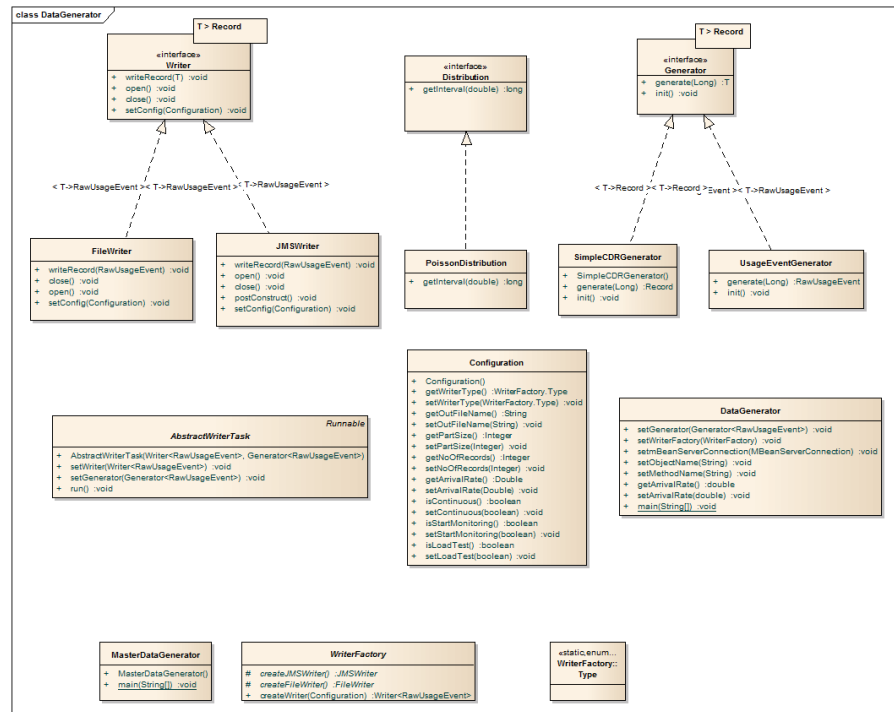 class DataGenerator
T > Record
«interface»
Writer
+ writeRecord(T) :void
+ open() :void
+ close() :void
+ setConfig(Configuration) :void
«interface»
Distribution
+ getInterval(double) :long
T > Record
«interface»
Generator
+ generate(Long) :T
+ init() :void
< T->RawUsageEvent >
< T->RawUsageEvent >
< T->RawUsageEvent >
< T->Record >
< T->Record >
Event >
< T->RawUsageEvent >
FileWriter
+ writeRecord(RawUsageEvent) :void
+ close() :void
+ open() :void
+ setConfig(Configuration) :void
JMSWriter
+ writeRecord(RawUsageEvent) :void
+ open() :void
+ close() :void
+ postConstruct() :void
+ setConfig(Configuration) :void
PoissonDistribution
+ getInterval(double) :long
SimpleCDRGenerator
+ SimpleCDRGenerator()
+ generate(Long) :Record
+ init() :void
UsageEventGenerator
+ generate(Long) :RawUsageEvent
+ init() :void
Runnable
AbstractWriterTask
+ AbstractWriterTask(Writer<RawUsageEvent>, Generator<RawUsageEvent>)
+ setWriter(Writer<RawUsageEvent>) :void
+ setGenerator(Generator<RawUsageEvent>) :void
+ run() :void
Configuration
+ Configuration()
+ getWriterType() :WriterFactory.Type
+ setWriterType(WriterFactory.Type) :void
+ getOutFileName() :String
+ setOutFileName(String) :void
+ getPartSize() :Integer
+ setPartSize(Integer) :void
+ getNoOfRecords() :Integer
+ setNoOfRecords(Integer) :void
+ getArrivalRate() :Double
+ setArrivalRate(Double) :void
+ isContinuous() :boolean
+ setContinuous(boolean) :void
+ isStartMonitoring() :boolean
+ setStartMonitoring(boolean) :void
+ isLoadTest() :boolean
+ setLoadTest(boolean) :void
DataGenerator
+ setGenerator(Generator<RawUsageEvent>) :void
+ setWriterFactory(WriterFactory) :void
+ setmBeanServerConnection(MBeanServerConnection) :void
+ setObjectName(String) :void
+ setMethodName(String) :void
+ getArrivalRate() :double
+ setArrivalRate(double) :void
+ main(String[]) :void
MasterDataGenerator
+ MasterDataGenerator()
+ main(String[]) :void
WriterFactory
# createJMSWriter() :JMSWriter
# createFileWriter() :FileWriter
+ createWriter(Configuration) :Writer<RawUsageEvent>
«static,enum...
WriterFactory::
Type